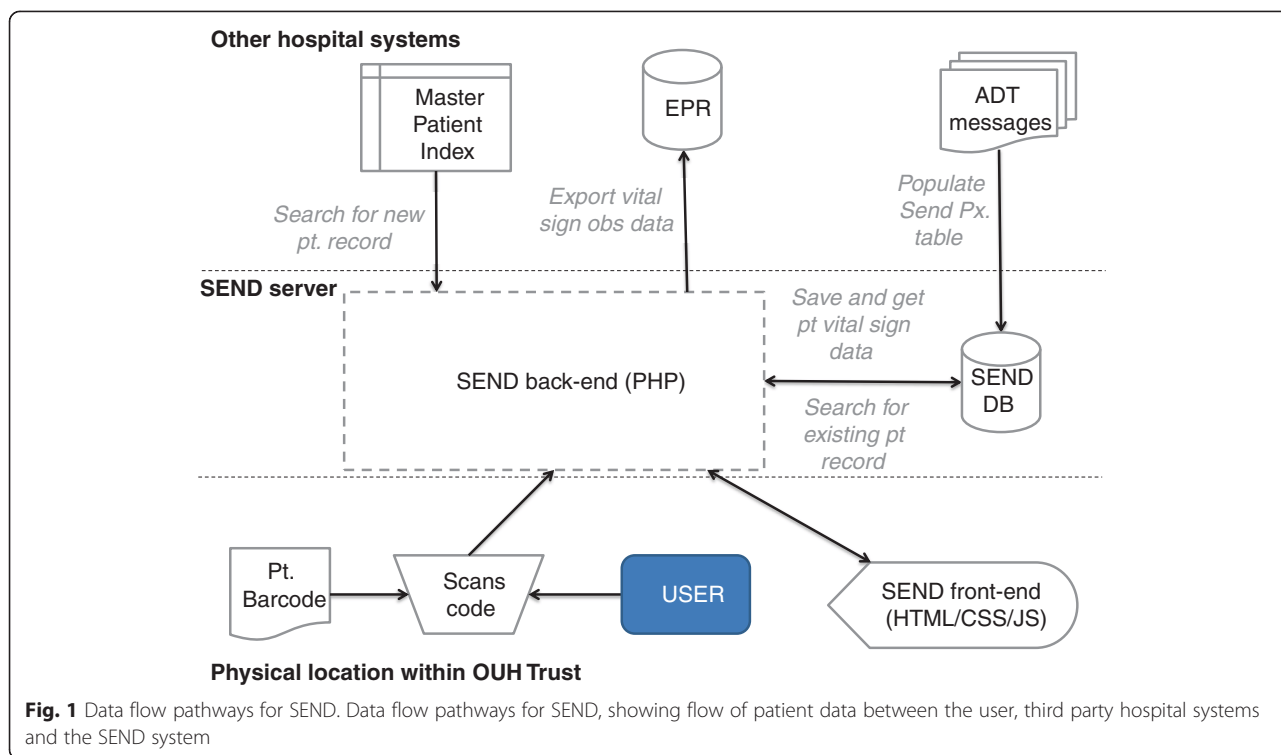 Other hospital systems
Master
Patient
Index
EPR
ADT
messages
Search for new
pt. record
Export vital
sign obs data
Populate
Send Px.
table
SEND server
SEND back-end (PHP)
Save and get
pt vital sign
data
Search for
existing pt
record
SEND
DB
Pt.
Barcode
Scans
code
USER
SEND front-end
(HTML/CSS/JS)
Physical location within OUH Trust
Fig. 1 Data flow pathways for SEND. Data flow pathways for SEND, showing flow of patient data between the user, third party hospital systems
and the SEND system